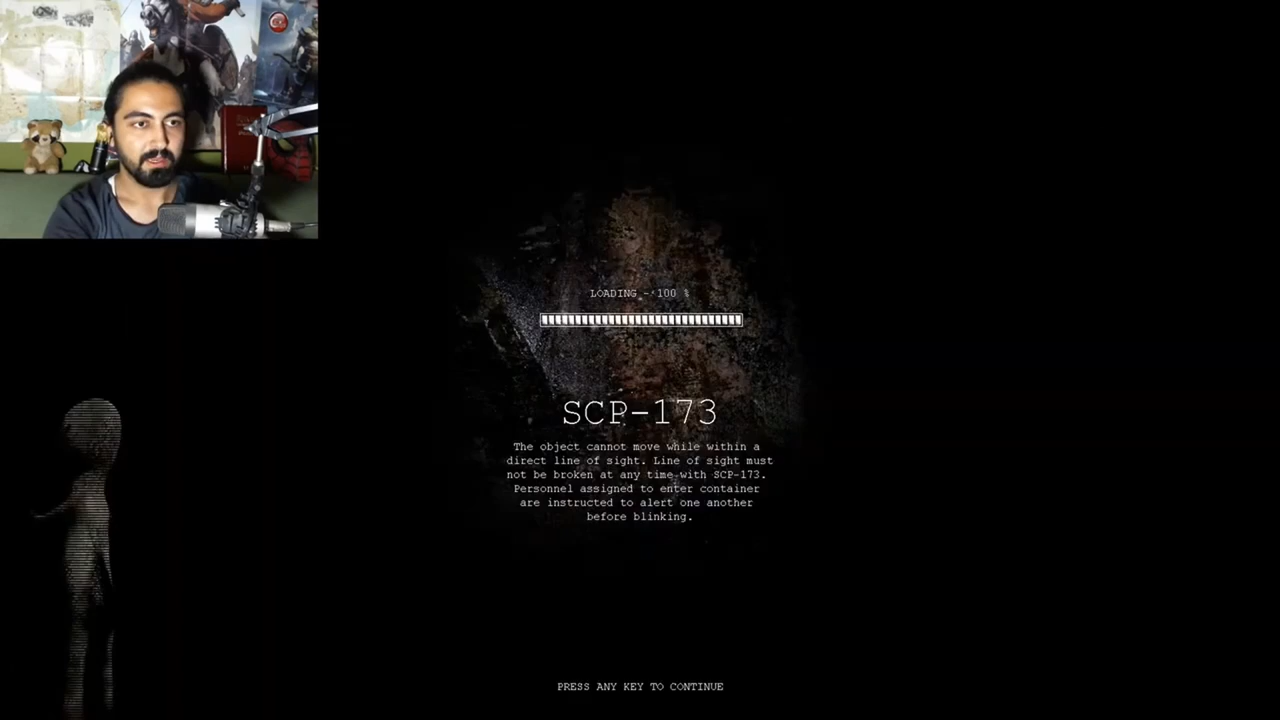 LOADING - 100 %
SCP-173
The object cannot move while within a
direct line of sight. Line of sight must
not be broken at any time with SCP-173.
Personnel assigned to enter container
are instructed to alert one another
before blinking.
PRESS ANY KEY TO CONTINUE